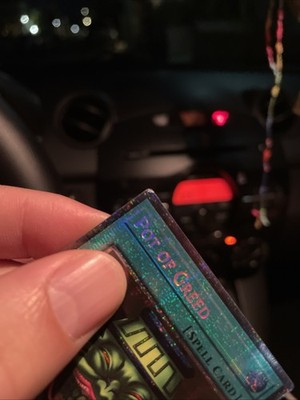 POT OF GREED
[SPELL CARD]